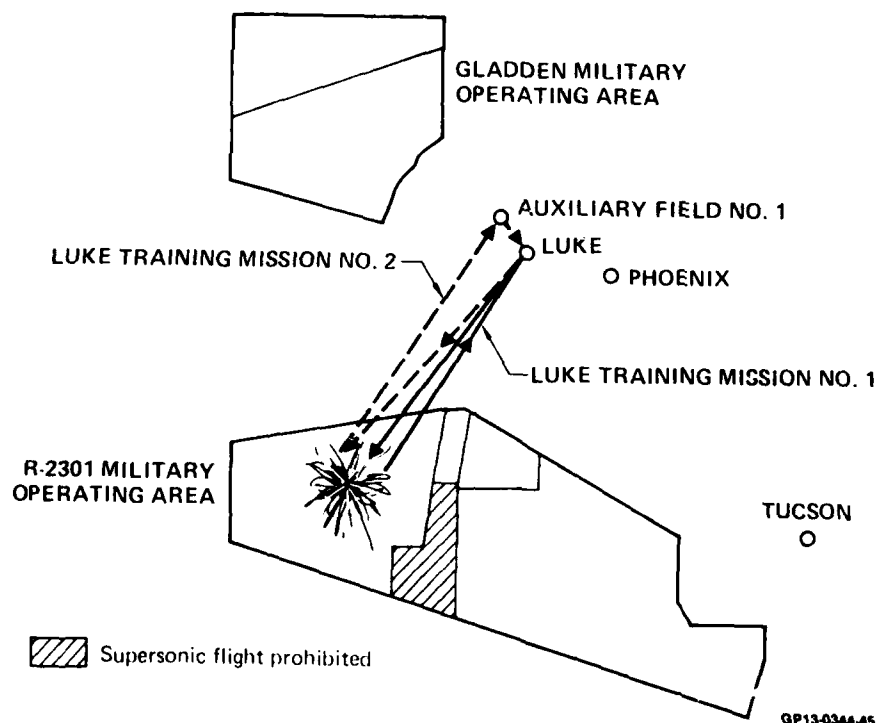 GLADDEN MILITARY
OPERATING AREA
AUXILIARY FIELD NO. 1
LUKE
LUKE TRAINING MISSION NO. 2
PHOENIX
LUKE TRAINING MISSION NO. 1
R-2301 MILITARY
OPERATING AREA
TUCSON
Supersonic flight prohibited
GP13-0344-45